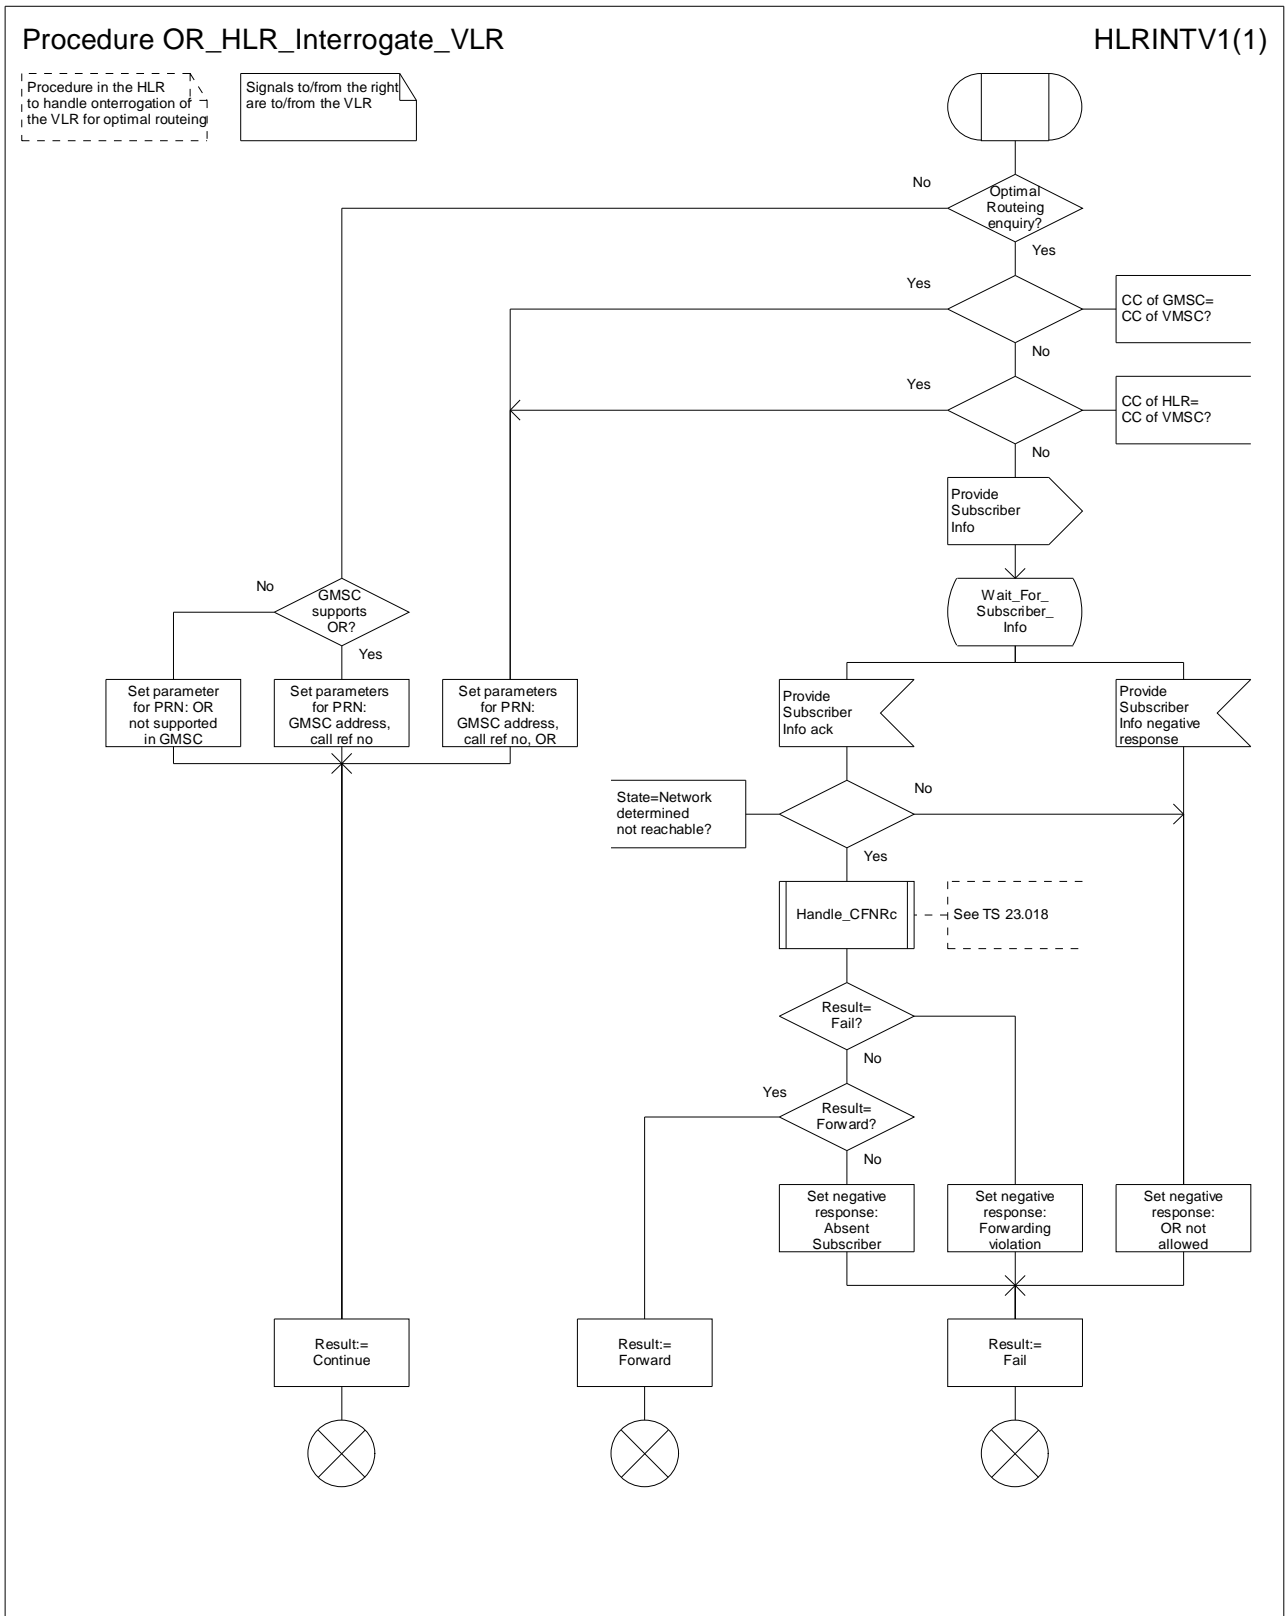 Procedure OR_HLR_Interrogate_VLR
HLRINTV1(1)
Procedure in the HLR
to handle onterrogation of
the VLR for optimal routeing
Signals to/from the right
are to/from the VLR
No
Optimal
Routeing
enquiry?
Yes
Yes
CC of GMSC=
CC of VMSC?
No
Yes
CC of HLR=
CC of VMSC?
No
Provide
Subscriber
Info
No
GMSC
supports
OR?
Yes
Wait_For_
Subscriber_
Info
Set parameter
for PRN: OR
not supported
in GMSC
Set parameters
for PRN:
GMSC address,
call ref no
Set parameters
for PRN:
GMSC address,
call ref no, OR
Provide
Subscriber
Info ack
Provide
Subscriber
Info negative
response
State=Network
determined
not reachable?
No
Yes
Handle_CFNRc
See TS 23.018
Result=
Fail?
No
Yes
Result=
Forward?
No
Set negative
response:
Absent
Subscriber
Set negative
response:
Forwarding
violation
Set negative
response:
OR not
allowed
Result:=
Continue
Result:=
Forward
Result:=
Fail